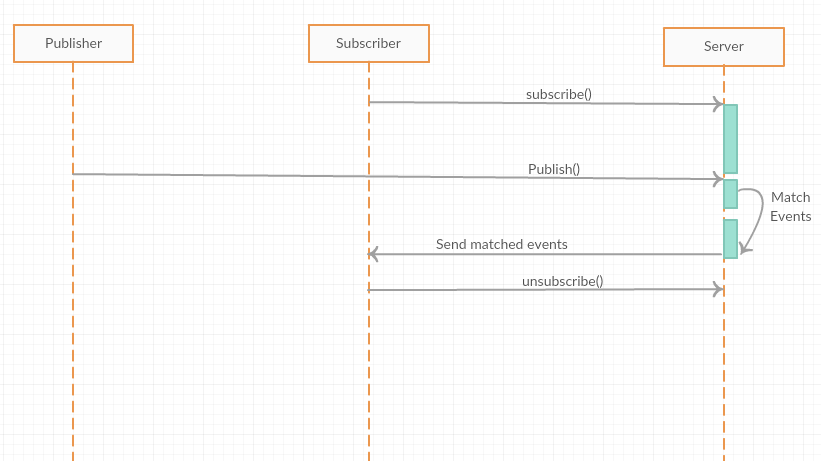 Publisher
Subscriber
Server
subscribe()
Publish()
Match
Events
Send matched events
unsubscribe()